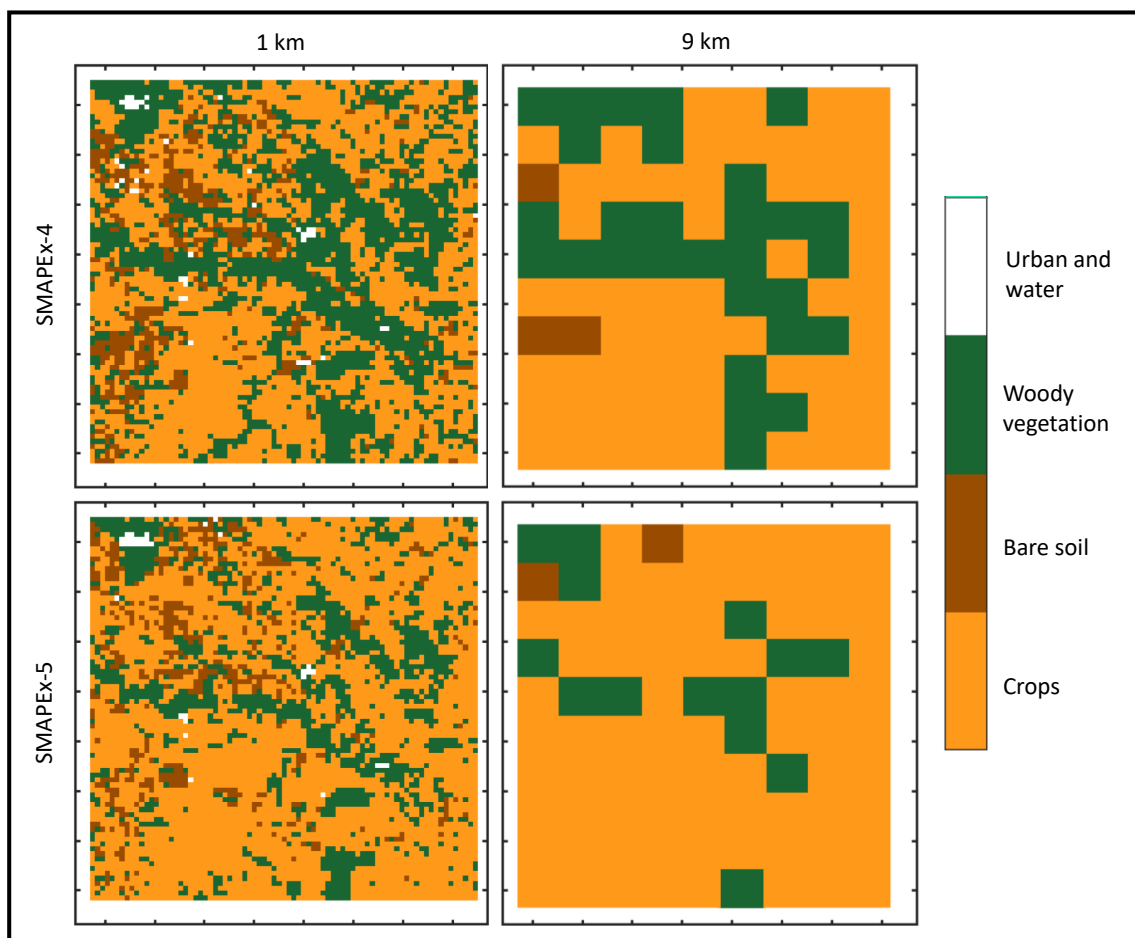 1 km
9 km
SMAPEx-4
SMAPEx-5
Urban and
water
Woody
vegetation
Bare soil
Crops